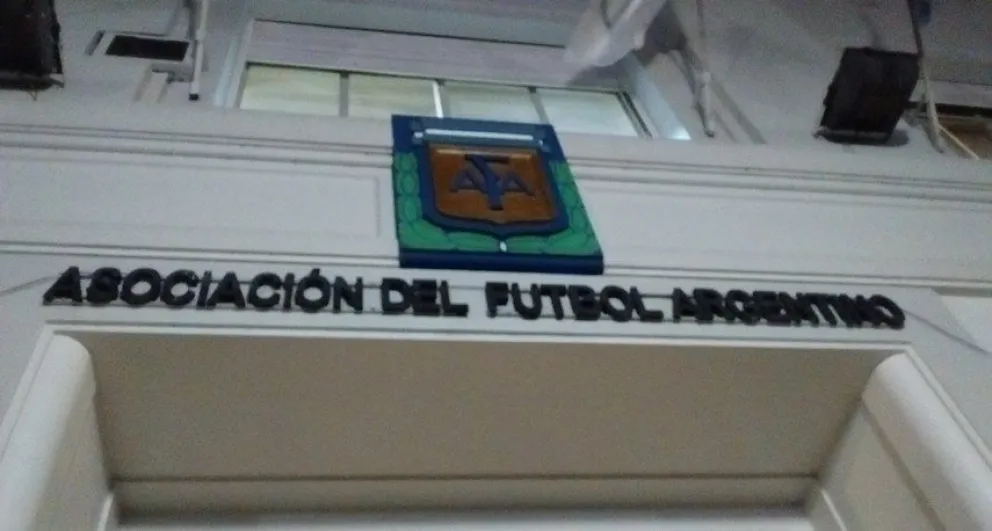 AFA
ASOCIACIÓN DEL FUTBOL ARGENTINO